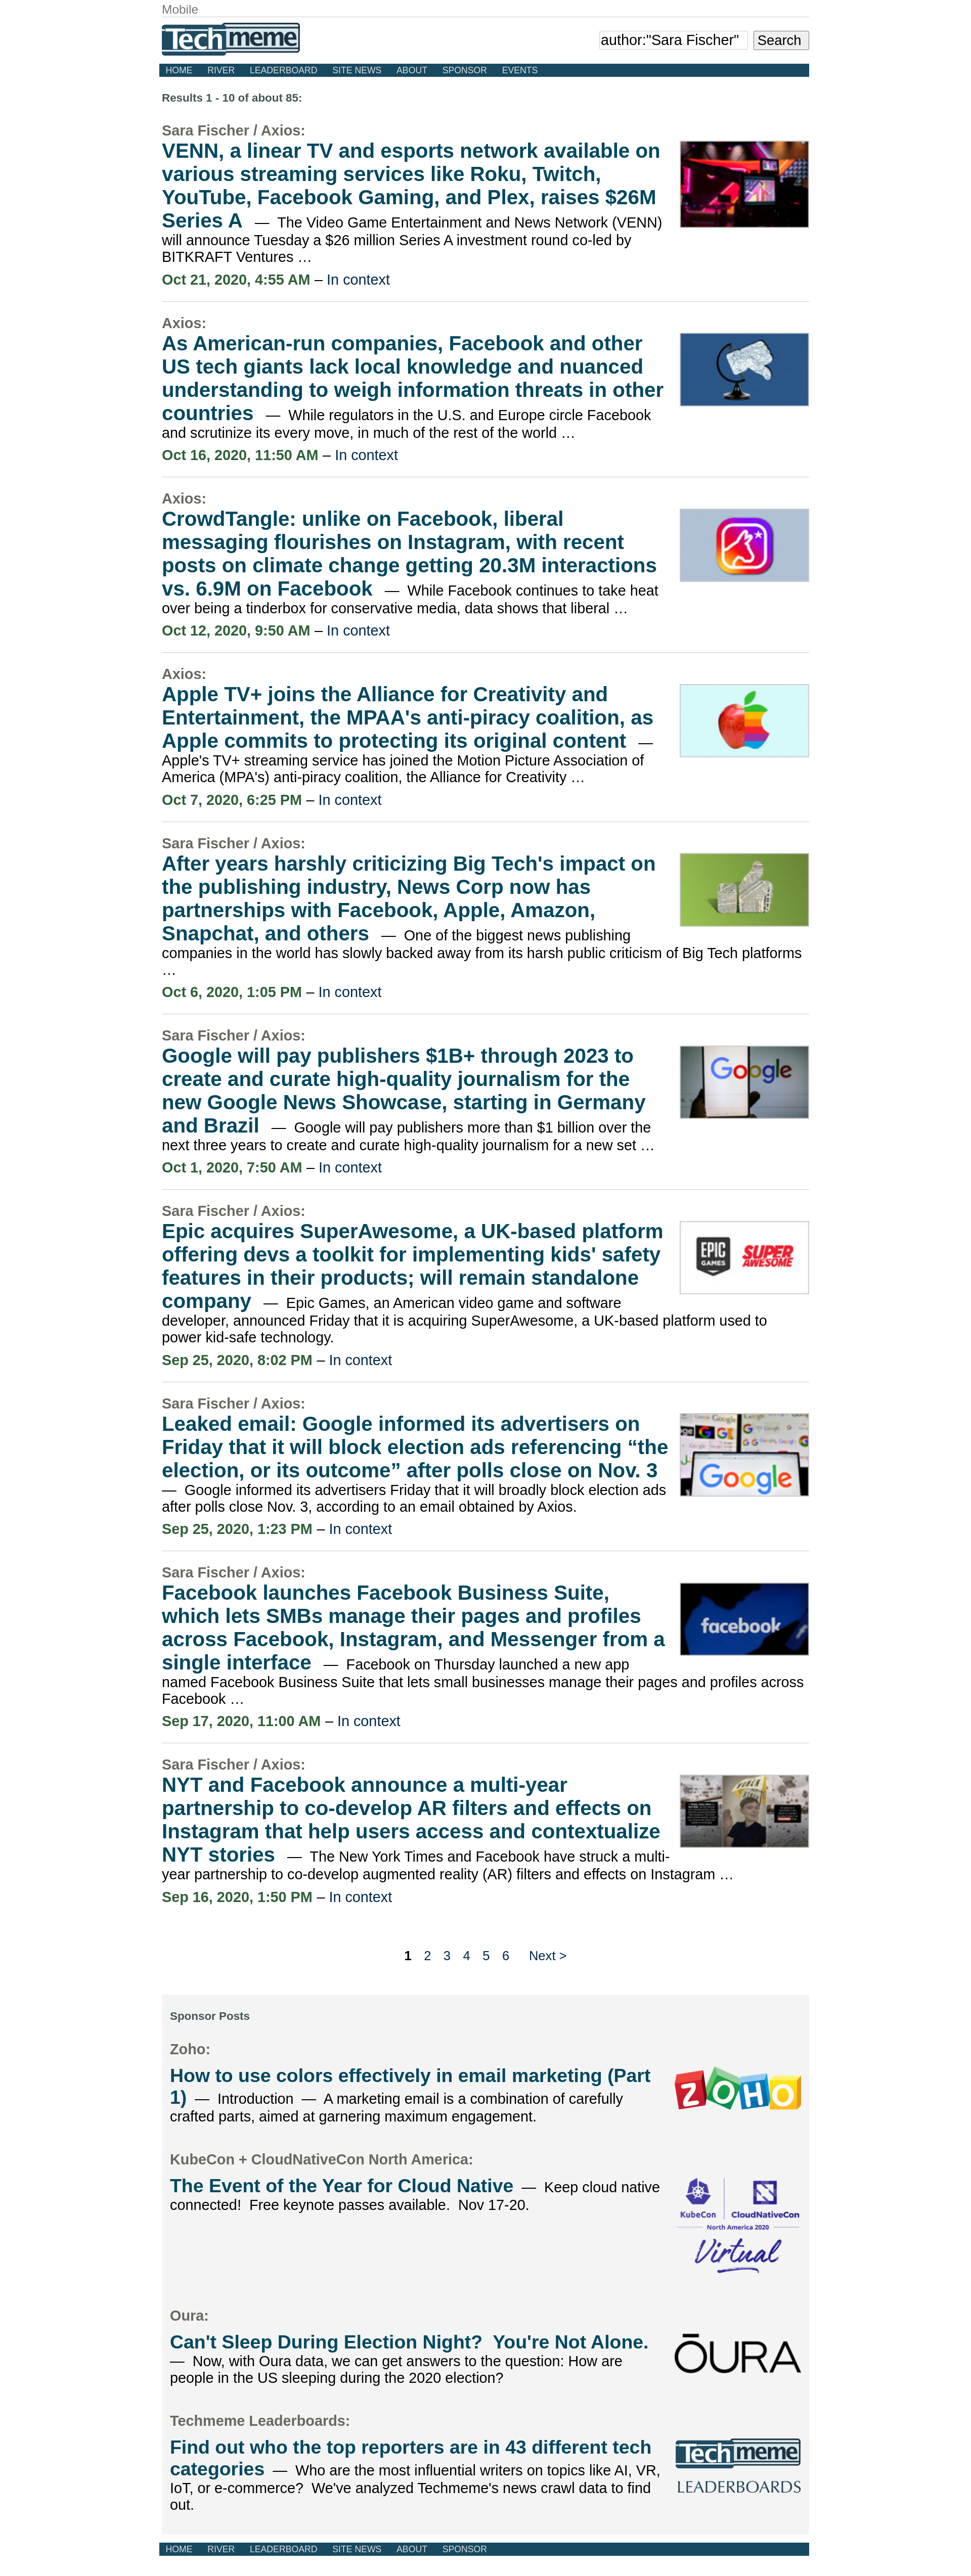 Mobile
Techmeme
author:"Sara Fischer"
Search
HOME RIVER LEADERBOARD SITE NEWS ABOUT SPONSOR EVENTS
Results 1 - 10 of about 85:
Sara Fischer / Axios:
VENN, a linear TV and esports network available on
various streaming services like Roku, Twitch,
YouTube, Facebook Gaming, and Plex, raises $26M
Series A — The Video Game Entertainment and News Network (VENN)
will announce Tuesday a $26 million Series A investment round co-led by
BITKRAFT Ventures …
Oct 21, 2020, 4:55 AM – In context
Axios:
As American-run companies, Facebook and other
US tech giants lack local knowledge and nuanced
understanding to weigh information threats in other
countries — While regulators in the U.S. and Europe circle Facebook
and scrutinize its every move, in much of the rest of the world …
Oct 16, 2020, 11:50 AM – In context
Axios:
CrowdTangle: unlike on Facebook, liberal
messaging flourishes on Instagram, with recent
posts on climate change getting 20.3M interactions
vs. 6.9M on Facebook — While Facebook continues to take heat
over being a tinderbox for conservative media, data shows that liberal …
Oct 12, 2020, 9:50 AM – In context
Axios:
Apple TV+ joins the Alliance for Creativity and
Entertainment, the MPAA's anti-piracy coalition, as
Apple commits to protecting its original content —
Apple's TV+ streaming service has joined the Motion Picture Association of
America (MPA's) anti-piracy coalition, the Alliance for Creativity …
Oct 7, 2020, 6:25 PM – In context
Sara Fischer / Axios:
After years harshly criticizing Big Tech's impact on
the publishing industry, News Corp now has
partnerships with Facebook, Apple, Amazon,
Snapchat, and others — One of the biggest news publishing
companies in the world has slowly backed away from its harsh public criticism of Big Tech platforms
…
Oct 6, 2020, 1:05 PM – In context
Sara Fischer / Axios:
Google will pay publishers $1B+ through 2023 to
create and curate high-quality journalism for the
new Google News Showcase, starting in Germany
and Brazil — Google will pay publishers more than $1 billion over the
next three years to create and curate high-quality journalism for a new set …
Oct 1, 2020, 7:50 AM – In context
Google
Sara Fischer / Axios:
Epic acquires SuperAwesome, a UK-based platform
offering devs a toolkit for implementing kids' safety
features in their products; will remain standalone
company — Epic Games, an American video game and software
developer, announced Friday that it is acquiring SuperAwesome, a UK-based platform used to
power kid-safe technology.
Sep 25, 2020, 8:02 PM – In context
EPIC GAMES
SUPER AWESOME
Sara Fischer / Axios:
Leaked email: Google informed its advertisers on
Friday that it will block election ads referencing “the
election, or its outcome” after polls close on Nov. 3
— Google informed its advertisers Friday that it will broadly block election ads
after polls close Nov. 3, according to an email obtained by Axios.
Sep 25, 2020, 1:23 PM – In context
Google
Sara Fischer / Axios:
Facebook launches Facebook Business Suite,
which lets SMBs manage their pages and profiles
across Facebook, Instagram, and Messenger from a
single interface — Facebook on Thursday launched a new app
named Facebook Business Suite that lets small businesses manage their pages and profiles across
Facebook …
Sep 17, 2020, 11:00 AM – In context
facebook
Sara Fischer / Axios:
NYT and Facebook announce a multi-year
partnership to co-develop AR filters and effects on
Instagram that help users access and contextualize
NYT stories — The New York Times and Facebook have struck a multi-
year partnership to co-develop augmented reality (AR) filters and effects on Instagram …
Sep 16, 2020, 1:50 PM – In context
1 2 3 4 5 6 Next >
Sponsor Posts
Zoho:
How to use colors effectively in email marketing (Part
1) — Introduction — A marketing email is a combination of carefully
crafted parts, aimed at garnering maximum engagement.
ZOHO
KubeCon + CloudNativeCon North America:
The Event of the Year for Cloud Native — Keep cloud native
connected! Free keynote passes available. Nov 17-20.
KubeCon CloudNativeCon
North America 2020
Virtual
Oura:
Can't Sleep During Election Night? You're Not Alone.
— Now, with Oura data, we can get answers to the question: How are
people in the US sleeping during the 2020 election?
ŌURA
Techmeme Leaderboards:
Find out who the top reporters are in 43 different tech
categories — Who are the most influential writers on topics like AI, VR,
IoT, or e-commerce? We've analyzed Techmeme's news crawl data to find
out.
Techmeme
LEADERBOARDS
HOME RIVER LEADERBOARD SITE NEWS ABOUT SPONSOR